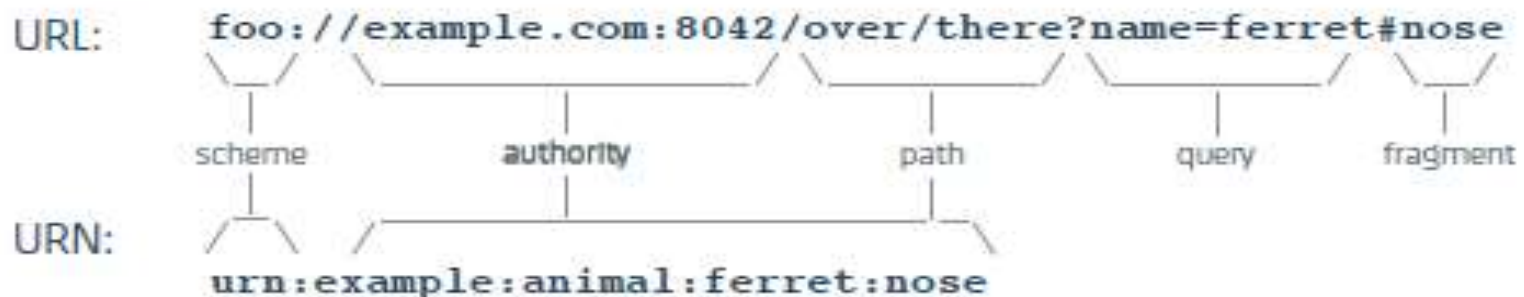 URL: foo://example.com:8042/over/there?name=ferret#nose
scheme authority path query fragment
URN:
urn:example:animal:ferret:nose